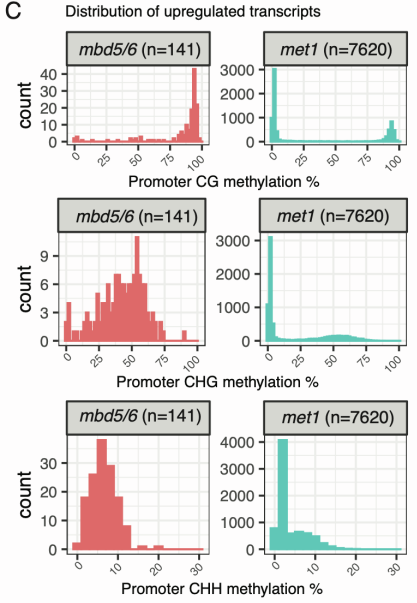 C
Distribution of upregulated transcripts
mbd5/6 (n=141) met1 (n=7620)
count
40
30
20
10
0
3000
2000
1000
0
0 25 50 75 100
0 25 50 75 100
Promoter CG methylation %
mbd5/6 (n=141) met1 (n=7620)
count
9
6
3
0
3000
2000
1000
0
0 25 50 75 100
0 25 50 75 100
Promoter CHG methylation %
mbd5/6 (n=141) met1 (n=7620)
count
30
20
10
0
4000
3000
2000
1000
0
0 10 20 30
0 10 20 30
Promoter CHH methylation %